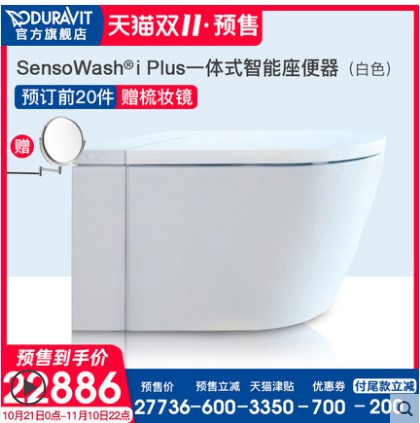 DURAVIT
官方旗舰店
天猫双11·预售
SensoWash®i Plus一体式智能座便器（白色）
预订前20件 赠梳妆镜
赠
预售到手价
22886
10月21日0点-11月10日22点
预售价 预售立减 天猫津贴 优惠券 付尾款立减
27736-600-3350-700-200